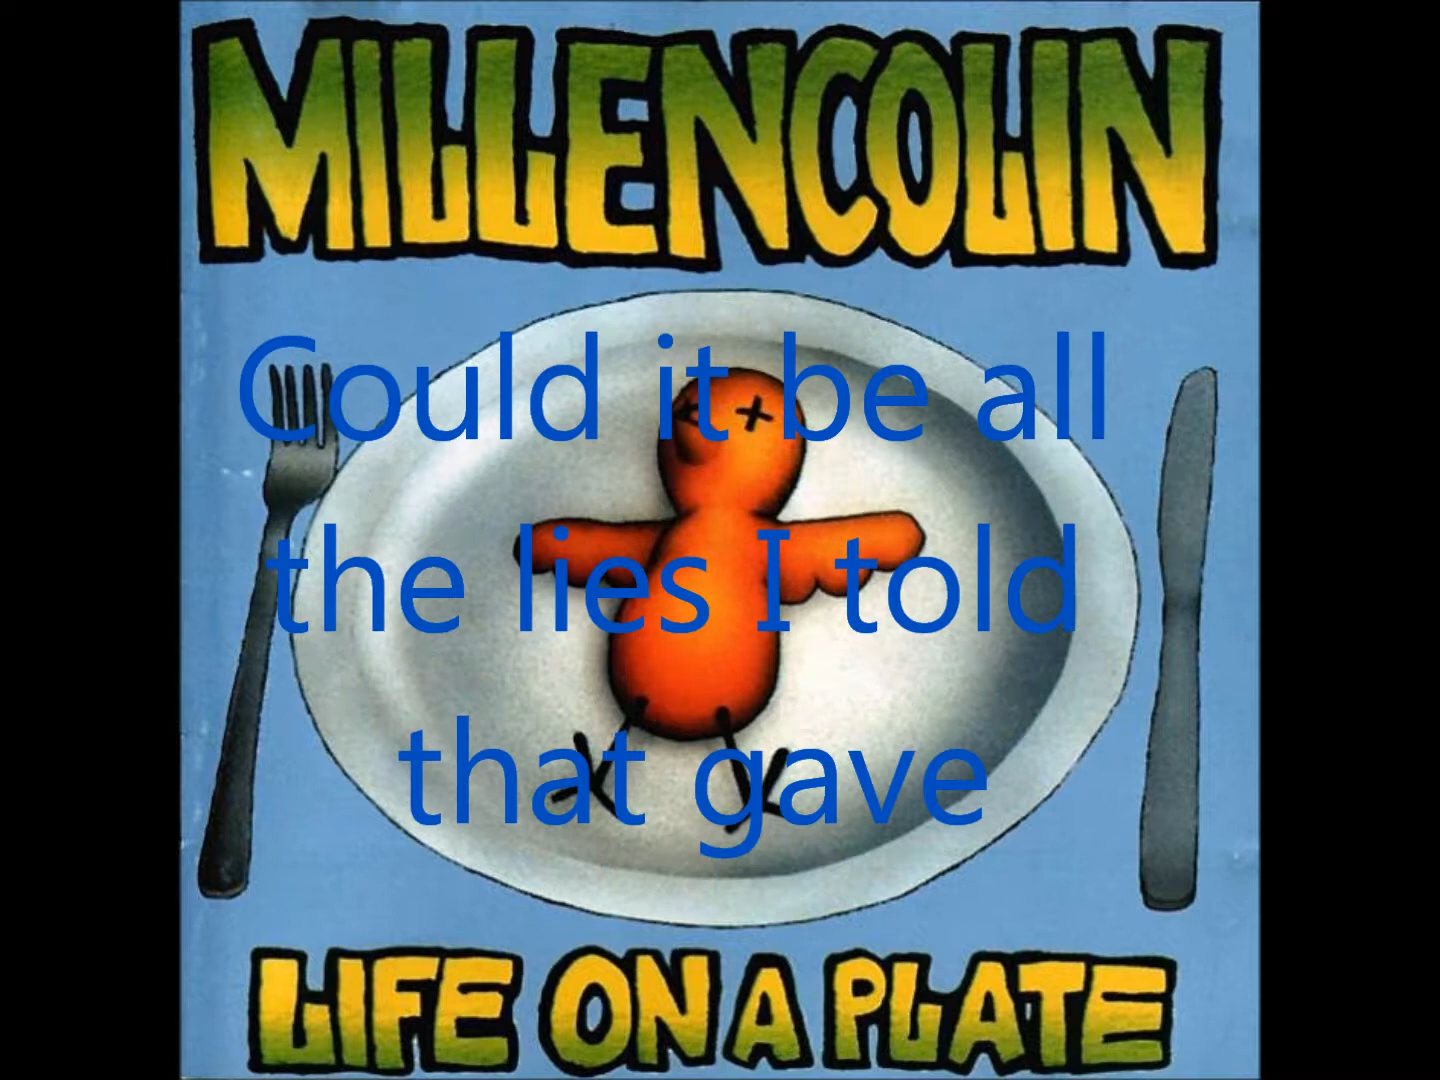 MILLENCOLIN
Could it be all
the lies I told
that gave
LIFE ON A PLATE